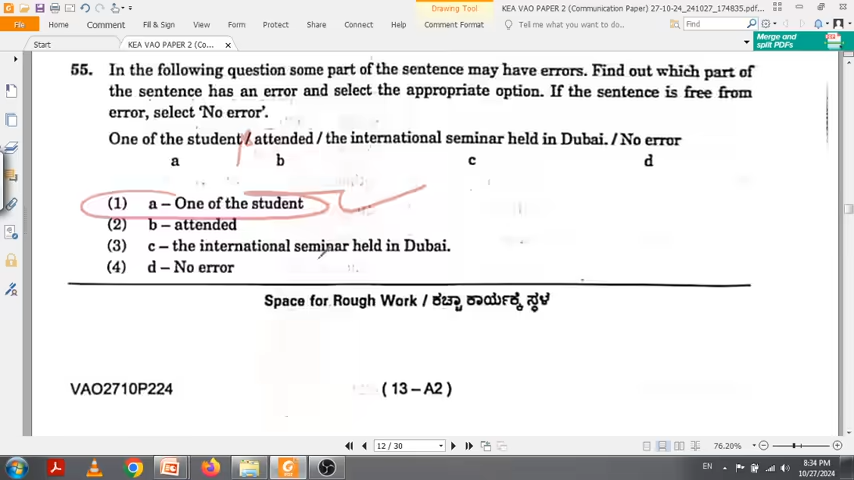 Drawing Tool
KEA VAO PAPER 2 (Communication Paper) 27-10-24_241027_174835.pdf...
File
Home
Comment
Fill & Sign
View
Form
Protect
Share
Connect
Help
Comment Format
Tell me what you want to do...
Find
Start
KEA VAO PAPER 2 (Co...
Merge and
split PDFs
55. In the following question some part of the sentence may have errors. Find out which part of
the sentence has an error and select the appropriate option. If the sentence is free from
error, select 'No error'.
One of the student / attended / the international seminar held in Dubai. / No error
a b c d
(1) a – One of the student
(2) b – attended
(3) c – the international seminar held in Dubai.
(4) d – No error
Space for Rough Work / ಕಚ್ಚಾ ಕಾರ್ಯಕ್ಕೆ ಸ್ಥಳ
VAO2710P224
( 13 – A2 )
12 / 30
76.20%
EN
8:34 PM
10/27/2024